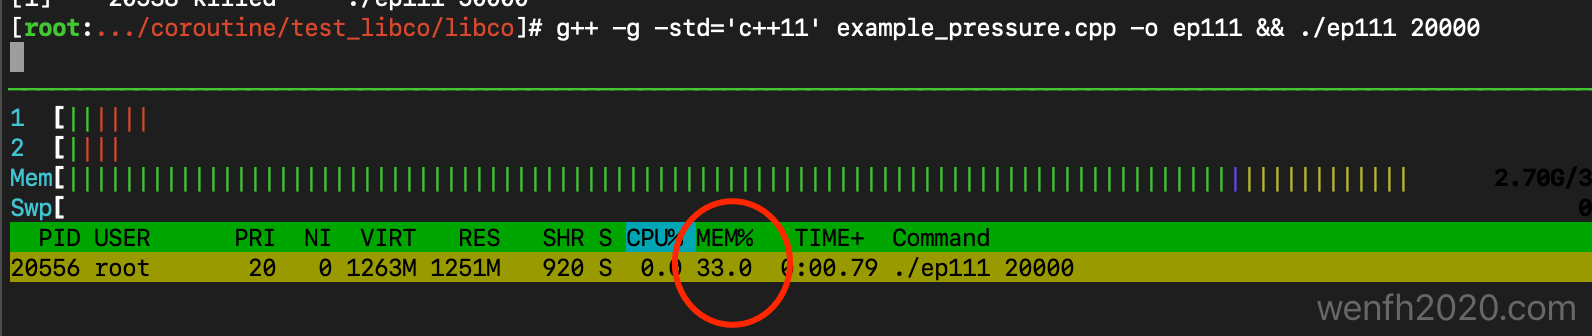 [1]    20538 killed     ./ep111 50000
[root:.../coroutine/test_libco/libco]# g++ -g -std='c++11' example_pressure.cpp -o ep111 && ./ep111 20000
1  [|||||||
2  [||||
Mem[|||||||||||||||||||||||||||||||||||||||||||||||||||||||||||||||||||||||||||||||||||||||||||||||2.70G/3
Swp[ 0
PID USER PRI NI VIRT RES SHR S CPU% MEM% TIME+ Command
20556 root 20 0 1263M 1251M 920 S 0.0 33.0 0:00.79 ./ep111 20000
wenfh2020.com